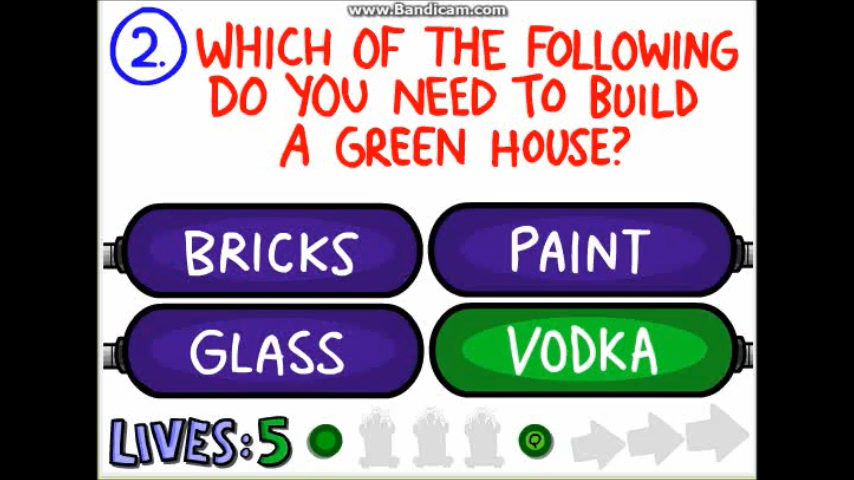 www.Bandicam.com
2. WHICH OF THE FOLLOWING
DO YOU NEED TO BUILD
A GREEN HOUSE?
BRICKS
PAINT
GLASS
VODKA
LIVES:5